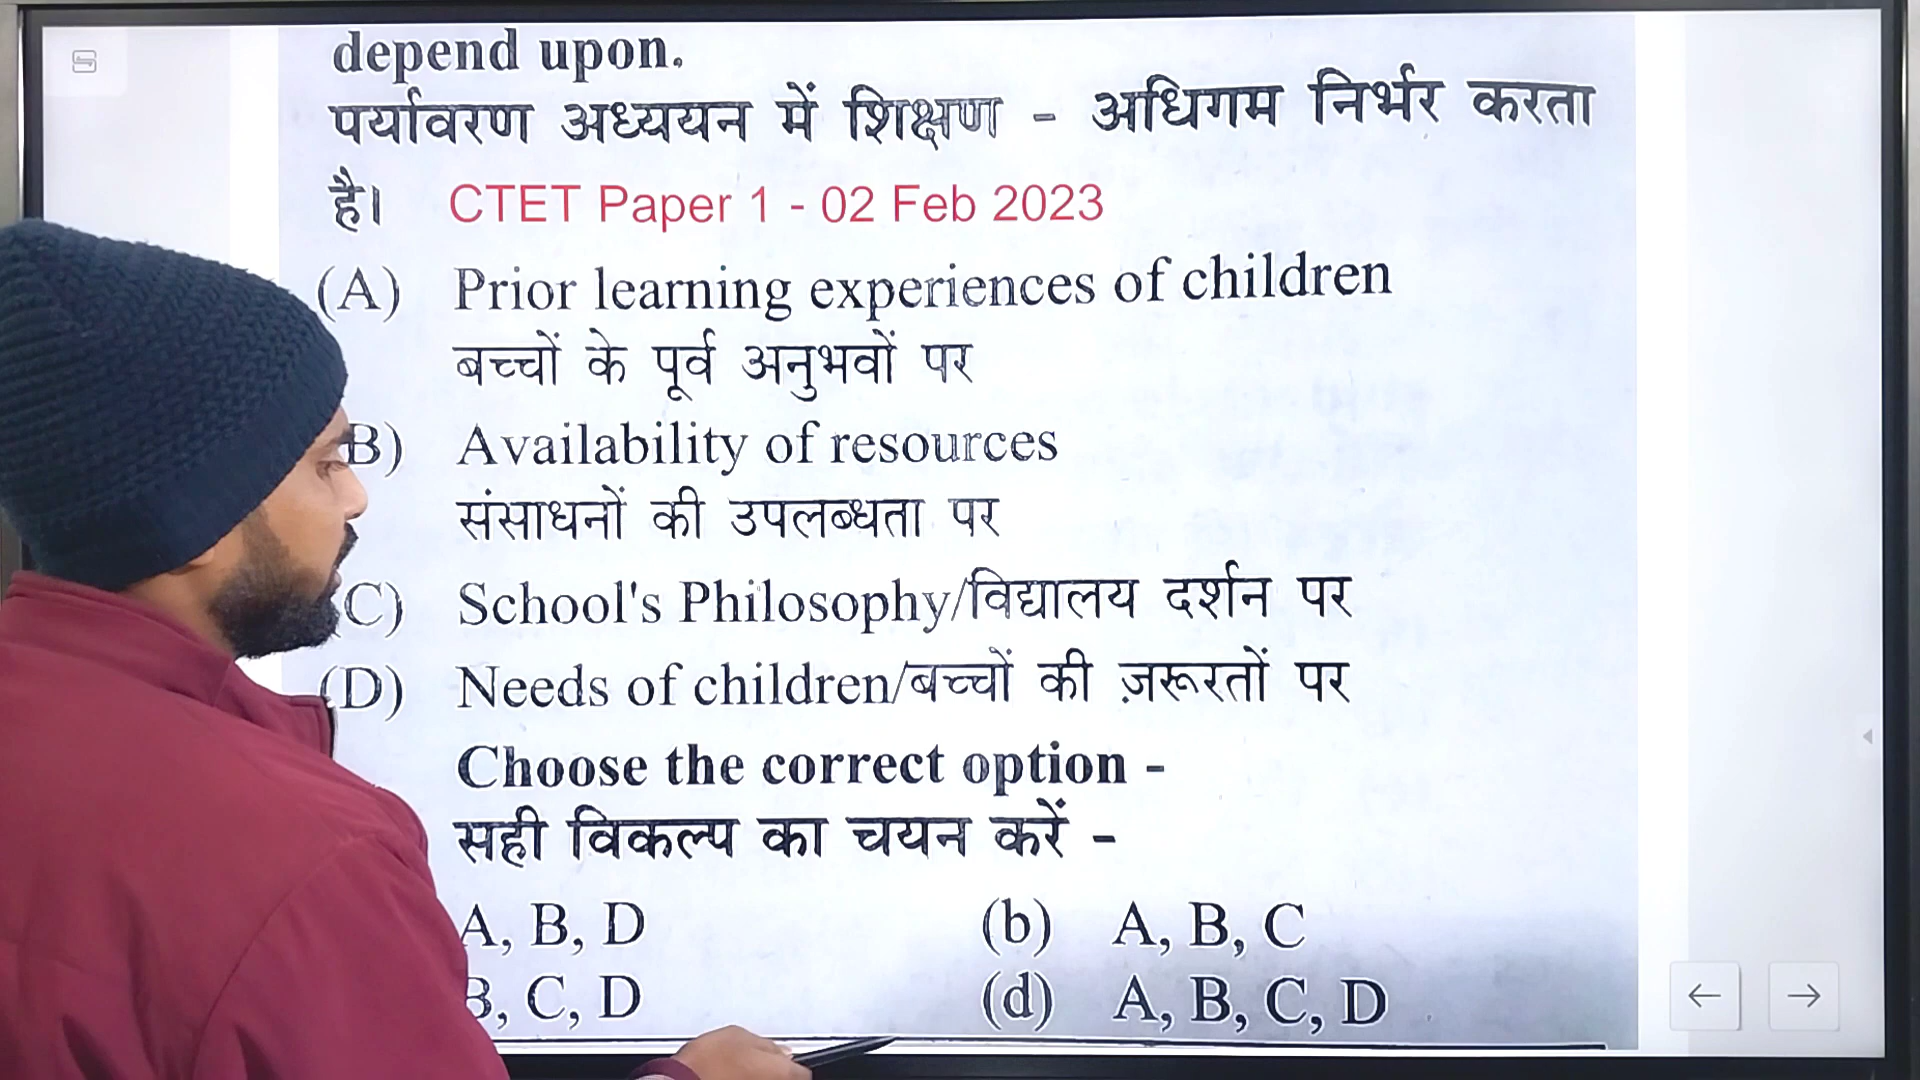 depend upon.
पर्यावरण अध्ययन में शिक्षण - अधिगम निर्भर करता
है। CTET Paper 1 - 02 Feb 2023
(A) Prior learning experiences of children
बच्चों के पूर्व अनुभवों पर
B) Availability of resources
संसाधनों की उपलब्धता पर
C) School's Philosophy/विद्यालय दर्शन पर
(D) Needs of children/बच्चों की ज़रूरतों पर
Choose the correct option -
सही विकल्प का चयन करें -
A, B, D (b) A, B, C
B, C, D (d) A, B, C, D